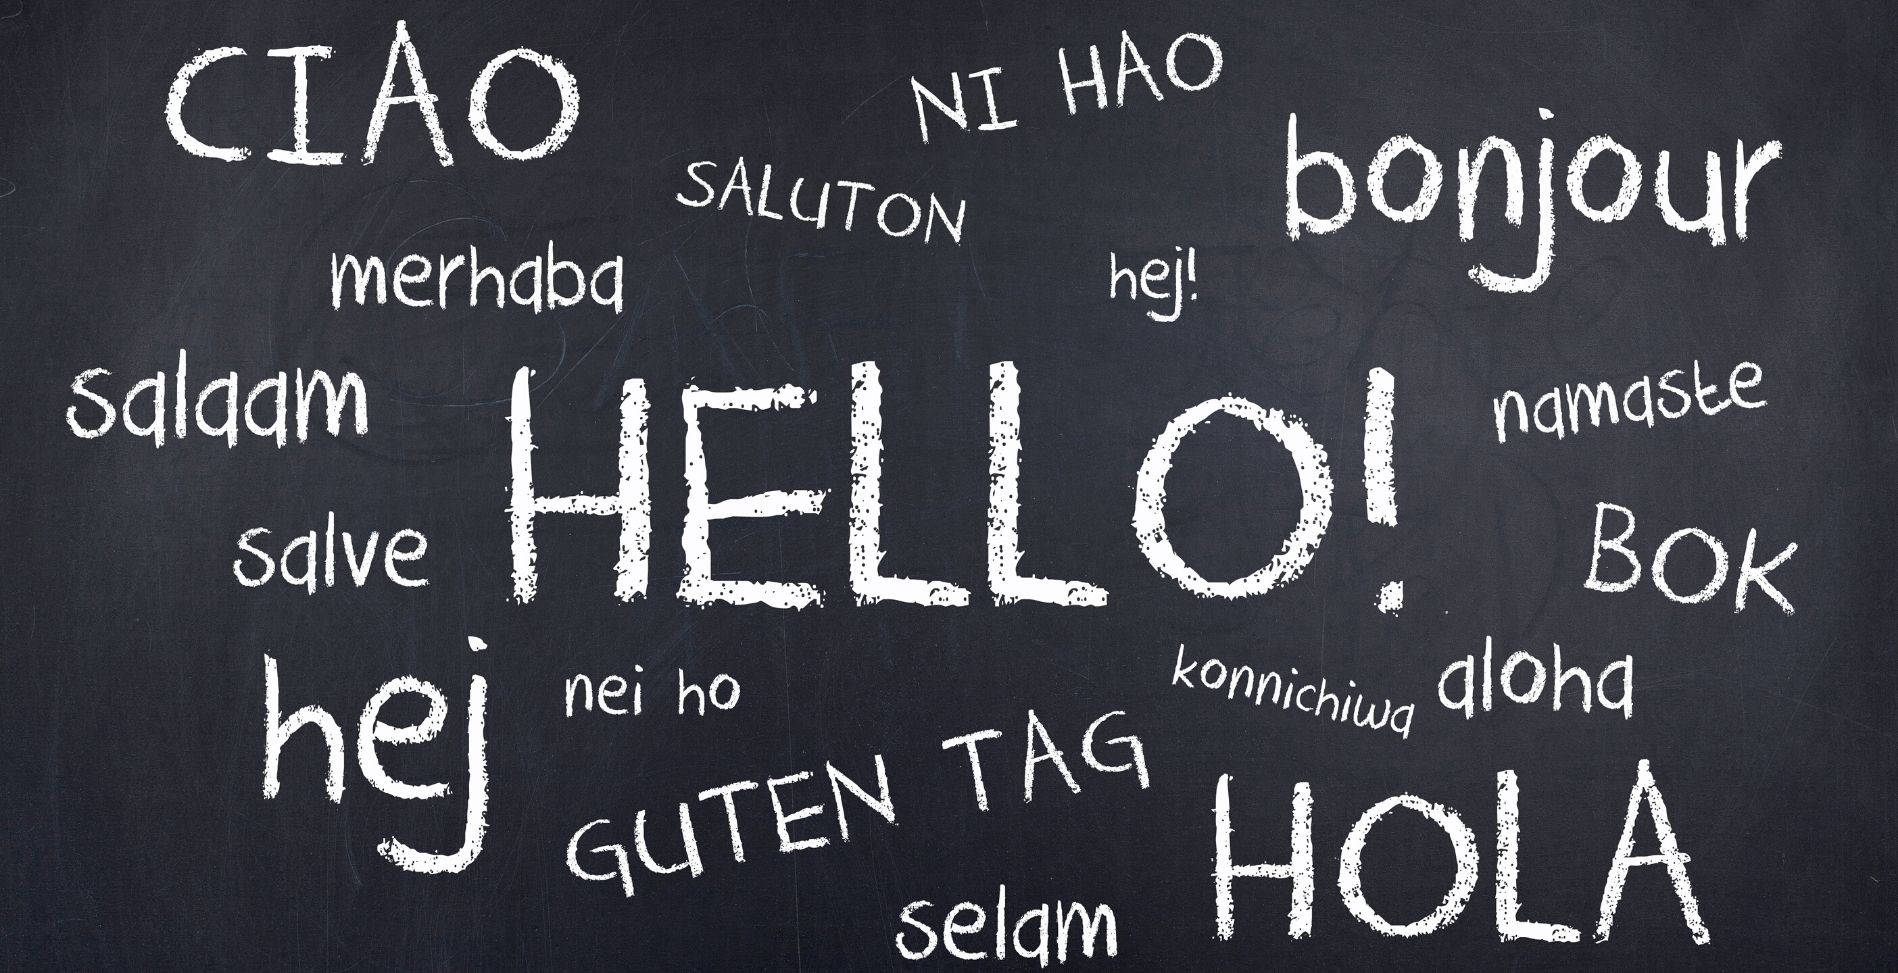 CIAO
NI HAO
bonjour
SALUTON
merhaba
hej!
salaam
HELLO!
namaste
salve
BOK
hej
nei ho
konnichiwa
aloha
GUTEN TAG
HOLA
selam